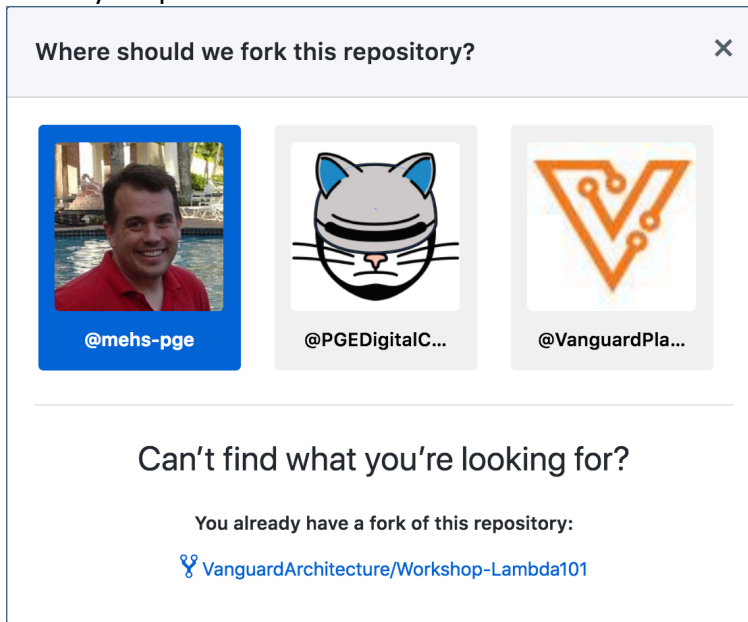 Where should we fork this repository?
@mehs-pge
@PGEDigitalC...
@VanguardPla...
Can't find what you're looking for?
You already have a fork of this repository:
VanguardArchitecture/Workshop-Lambda101